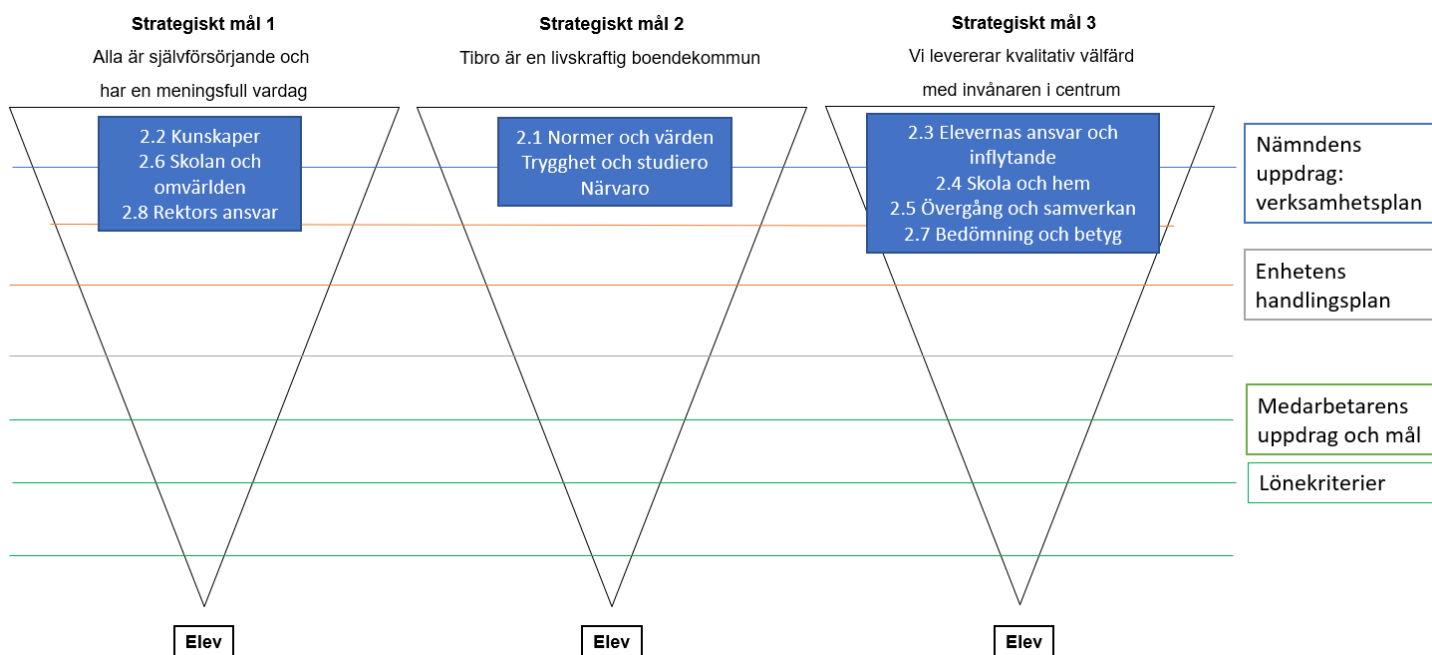 Strategiskt mål 1
Alla är självförsörjande och
har en meningsfull vardag
Strategiskt mål 2
Tibro är en livskraftig boendekommun
Strategiskt mål 3
Vi levererar kvalitativ välfärd
med invånaren i centrum
2.2 Kunskaper
2.6 Skolan och
omvärlden
2.8 Rektors ansvar
2.1 Normer och värden
Trygghet och studiero
Närvaro
2.3 Elevernas ansvar och
inflytande
2.4 Skola och hem
2.5 Övergång och samverkan
2.7 Bedömning och betyg
Nämndens
uppdrag:
verksamhetsplan
Enhetens
handlingsplan
Medarbetarens
uppdrag och mål
Lönekriterier
Elev
Elev
Elev